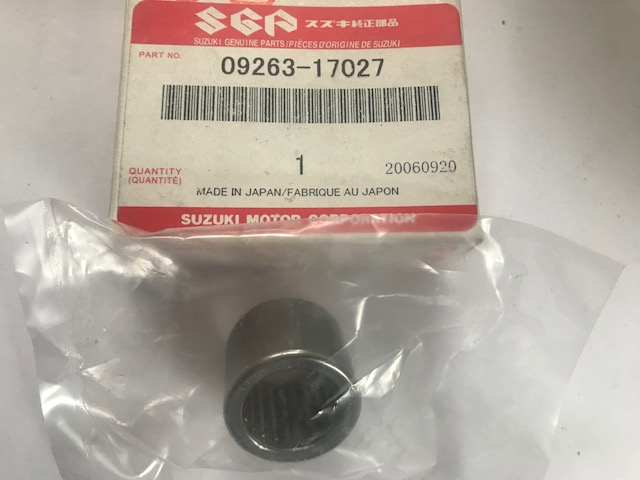 SGP スズキ純正部品
SUZUKI GENUINE PARTS/PIÈCES D'ORIGINE DE SUZUKI
PART NO. 09263-17027
QUANTITY
(QUANTITÉ) 1 20060920
MADE IN JAPAN/FABRIQUE AU JAPON
SUZUKI MOTOR CORPORATION